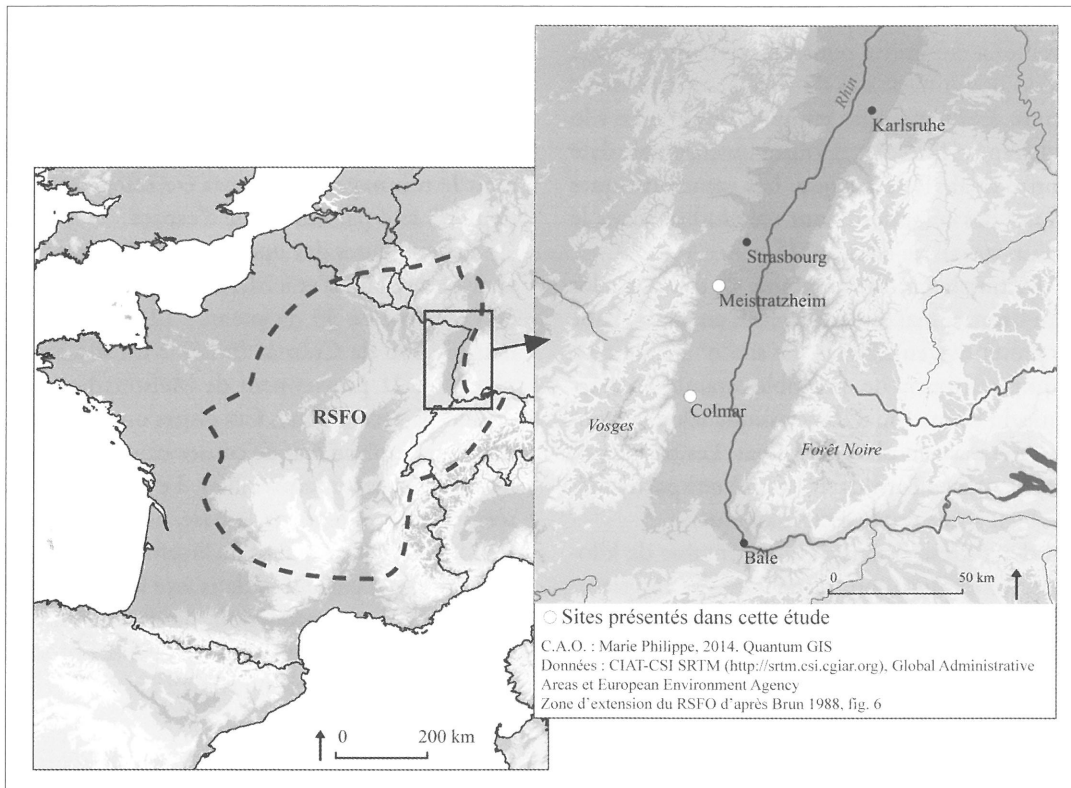 RSFO
0 200 km
Rhin
Karlsruhe
Strasbourg
Meistratzheim
Colmar
Vosges
Forêt Noire
Bâle
0 50 km
Sites présentés dans cette étude
C.A.O. : Marie Philippe, 2014. Quantum GIS
Données : CIAT-CSI SRTM (http://srtm.csi.cgiar.org), Global Administrative
Areas et European Environment Agency
Zone d'extension du RSFO d'après Brun 1988, fig. 6